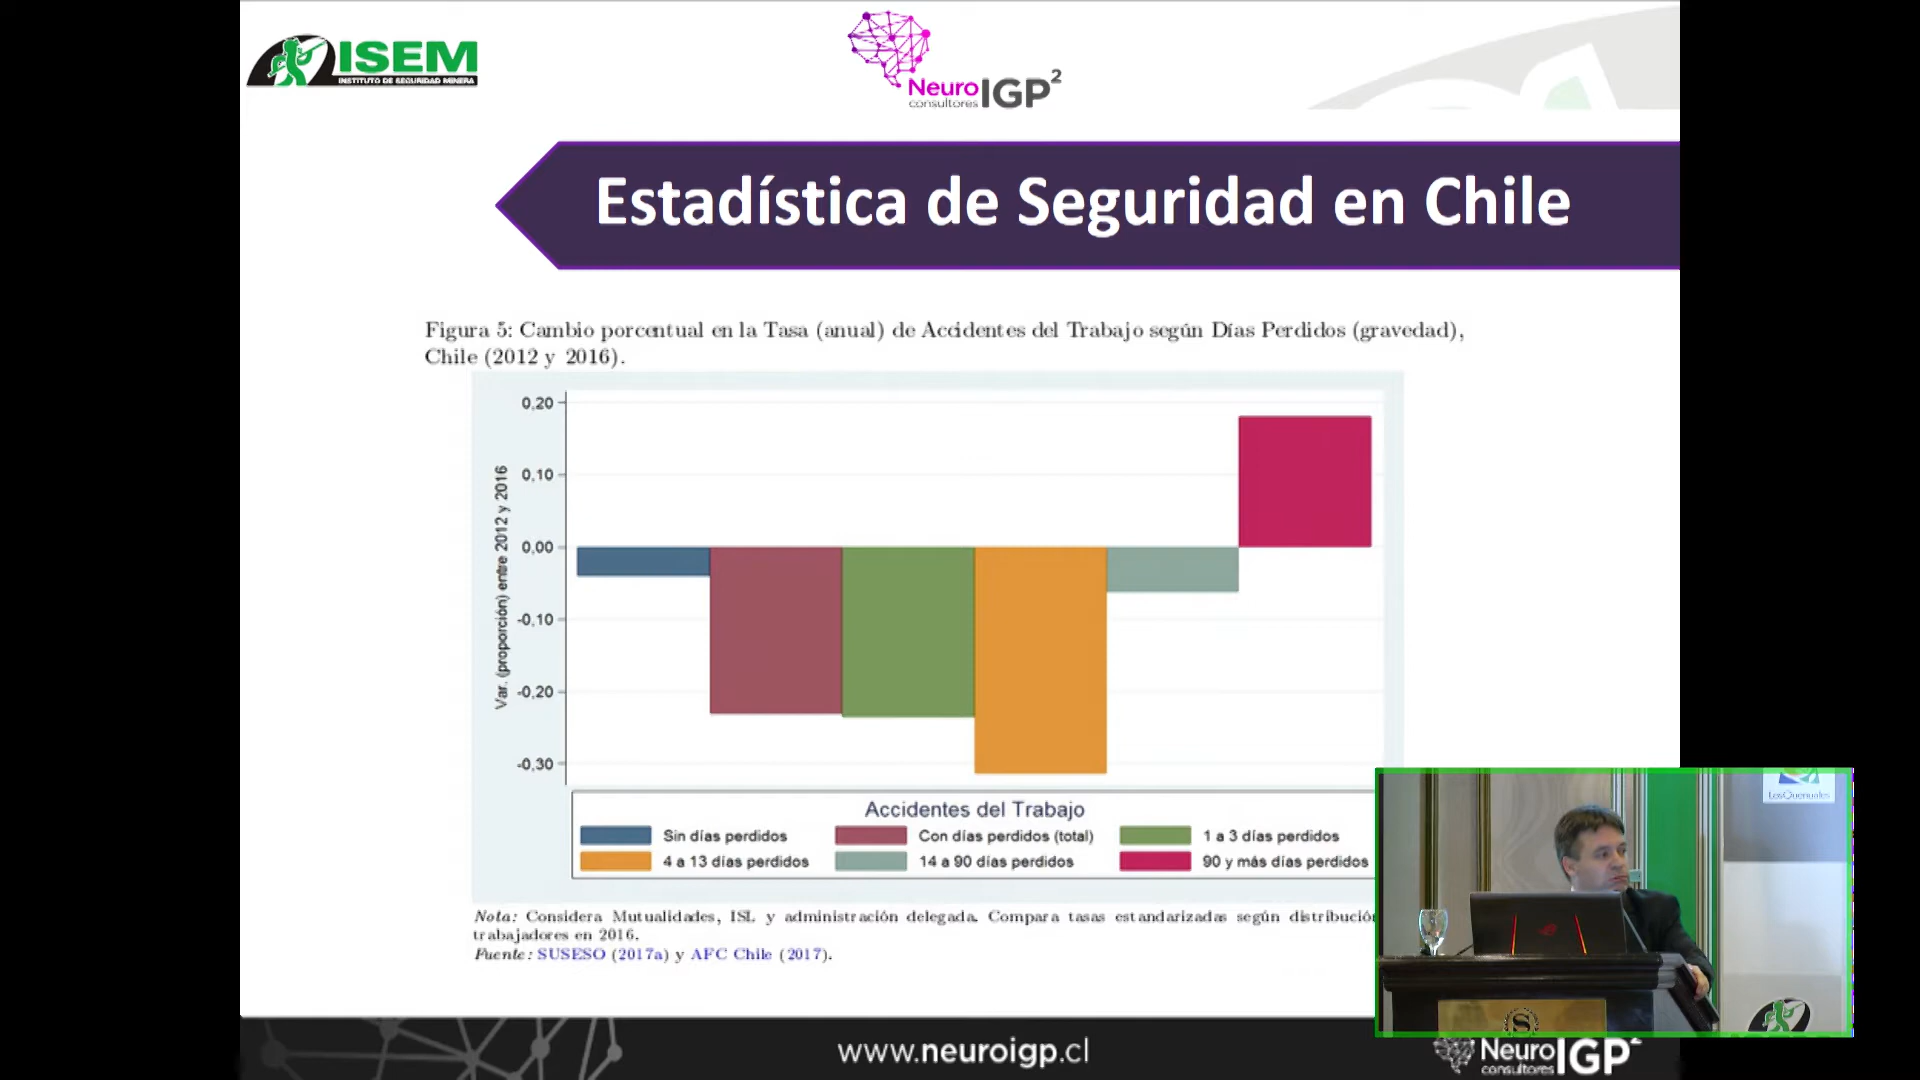 ISEM
INSTITUTO DE SEGURIDAD MINERA
Neuro IGP²
consultores
Estadística de Seguridad en Chile
Figura 5: Cambio porcentual en la Tasa (anual) de Accidentes del Trabajo según Días Perdidos (gravedad),
Chile (2012 y 2016).
Var. (proporción) entre 2012 y 2016
0,20
0,10
0,00
-0,10
-0,20
-0,30
Accidentes del Trabajo
Sin días perdidos
Con días perdidos (total)
1 a 3 días perdidos
4 a 13 días perdidos
14 a 90 días perdidos
90 y más días perdidos
Nota: Considera Mutualidades, ISL y administración delegada. Compara tasas estandarizadas según distribución
trabajadores en 2016.
Fuente: SUSESO (2017a) y AFC Chile (2017).
LosQuenuales
S
www.neuroigp.cl
Neuro IGP²
consultores